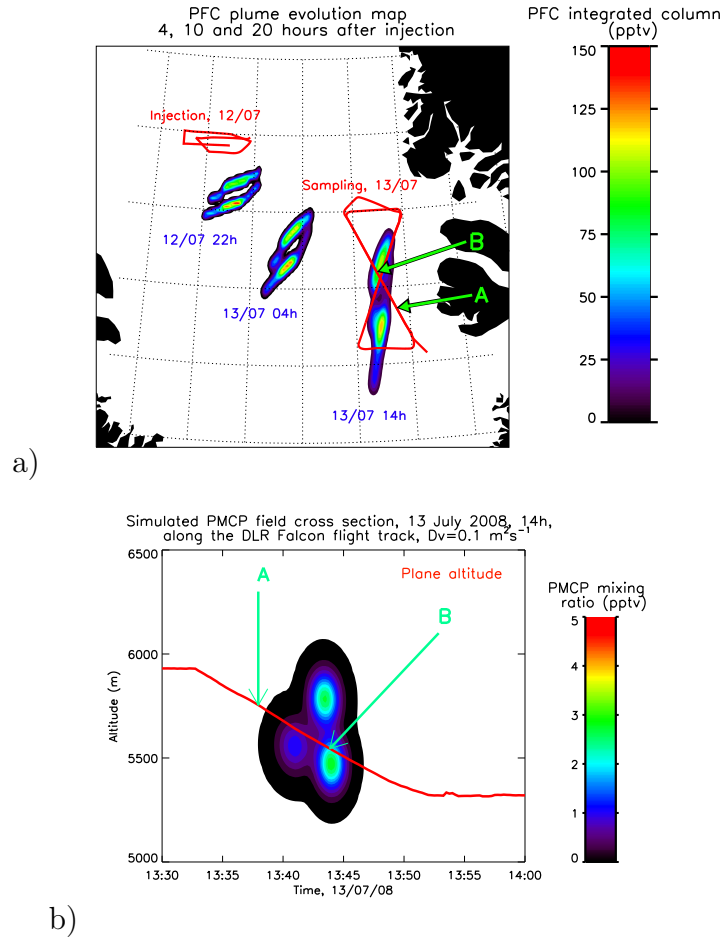 PFC plume evolution map
4, 10 and 20 hours after injection
PFC integrated column
(pptv)
150
125
100
75
50
25
0
Injection, 12/07
Sampling, 13/07
B
A
12/07 22h
13/07 04h
13/07 14h
a)
Simulated PMCP field cross section, 13 July 2008, 14h,
along the DLR Falcon flight track, Dv=0.1 m²s⁻¹
6500
6000
5500
5000
Altitude (m)
A
Plane altitude
B
13:30 13:35 13:40 13:45 13:50 13:55 14:00
Time, 13/07/08
PMCP mixing
ratio (pptv)
5
4
3
2
1
0
b)